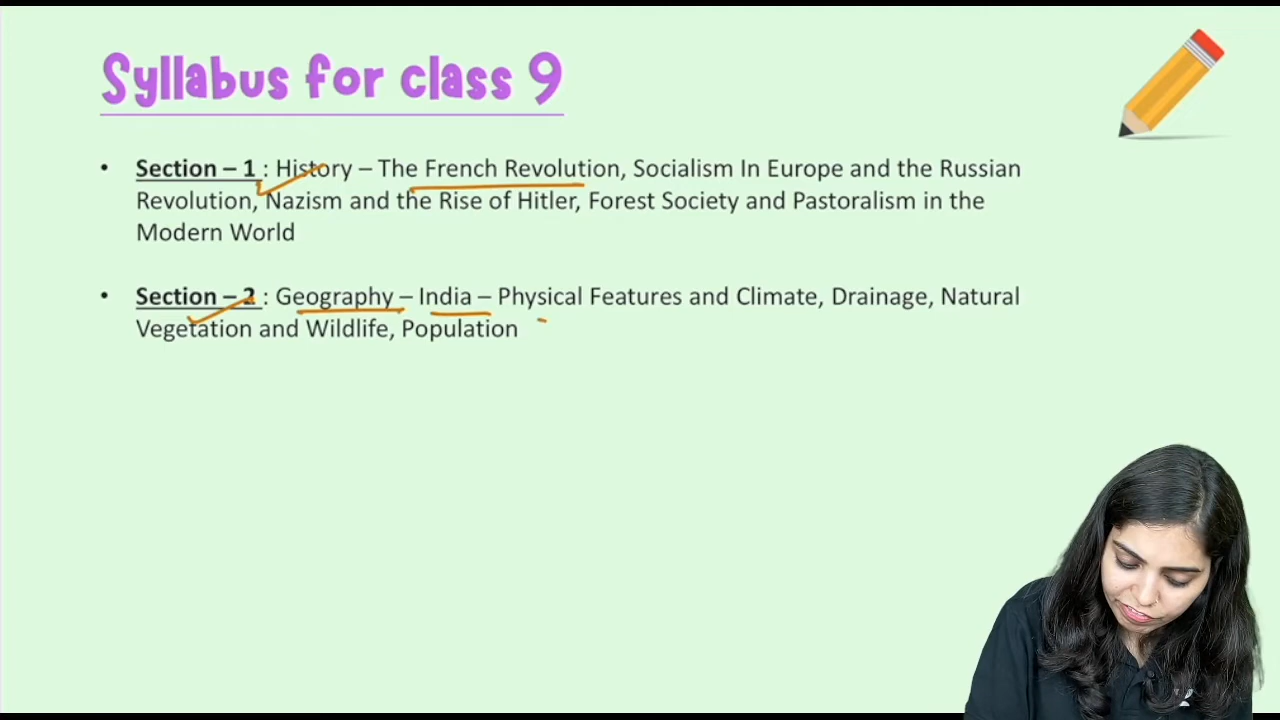 Syllabus for class 9
• Section – 1 : History – The French Revolution, Socialism In Europe and the Russian
Revolution, Nazism and the Rise of Hitler, Forest Society and Pastoralism in the
Modern World
• Section – 2 : Geography – India – Physical Features and Climate, Drainage, Natural
Vegetation and Wildlife, Population